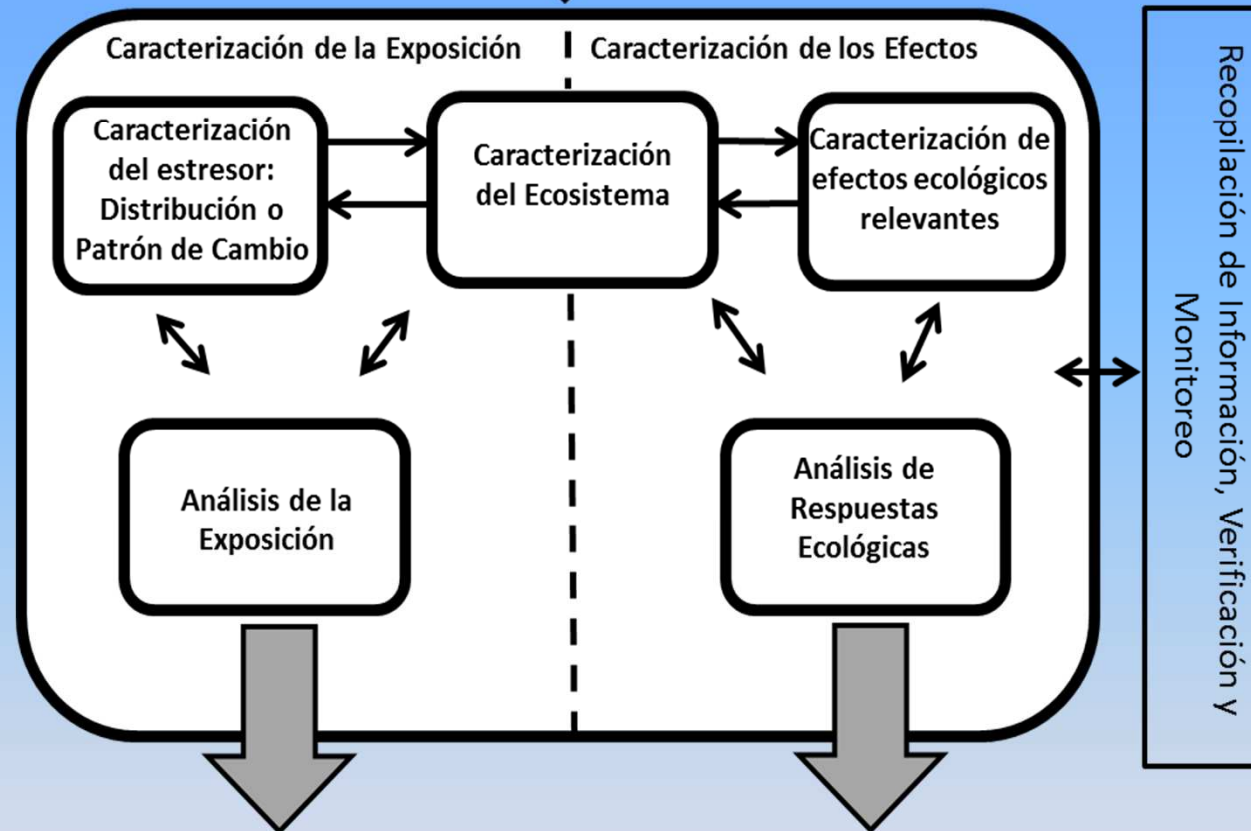 Caracterización de la Exposición
Caracterización de los Efectos
Caracterización
del estresor:
Distribución o
Patrón de Cambio
Caracterización
del Ecosistema
Caracterización de
efectos ecológicos
relevantes
Análisis de la
Exposición
Análisis de
Respuestas
Ecológicas
Recopilación de Información, Verificación y
Monitoreo